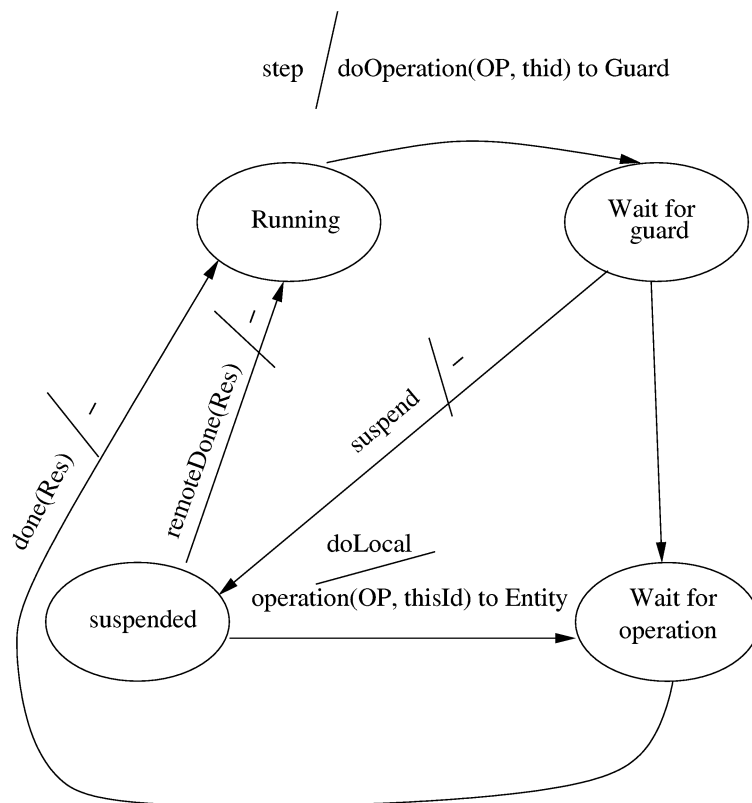 step / doOperation(OP, thid) to Guard
Running
Wait for
guard
done(Res) / -
remoteDone(Res) / -
suspend / -
doLocal
operation(OP, thisId) to Entity
suspended
Wait for
operation